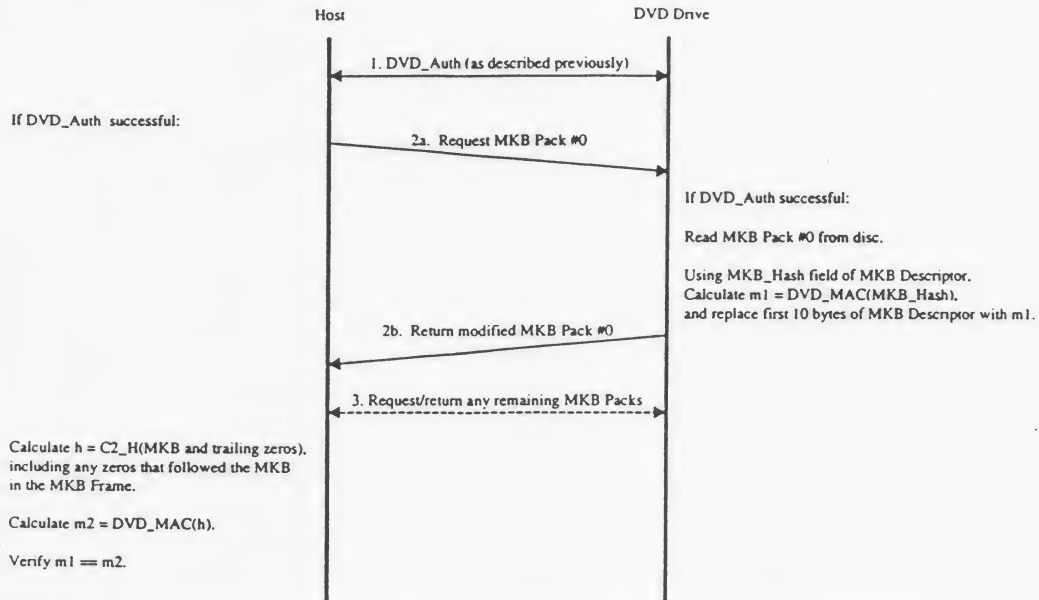 Host
DVD Drive
1. DVD_Auth (as described previously)
If DVD_Auth successful:
2a. Request MKB Pack #0
If DVD_Auth successful:
Read MKB Pack #0 from disc.
Using MKB_Hash field of MKB Descriptor,
Calculate m1 = DVD_MAC(MKB_Hash),
and replace first 10 bytes of MKB Descriptor with m1.
2b. Return modified MKB Pack #0
3. Request/return any remaining MKB Packs
Calculate h = C2_H(MKB and trailing zeros),
including any zeros that followed the MKB
in the MKB Frame.
Calculate m2 = DVD_MAC(h).
Verify m1 == m2.